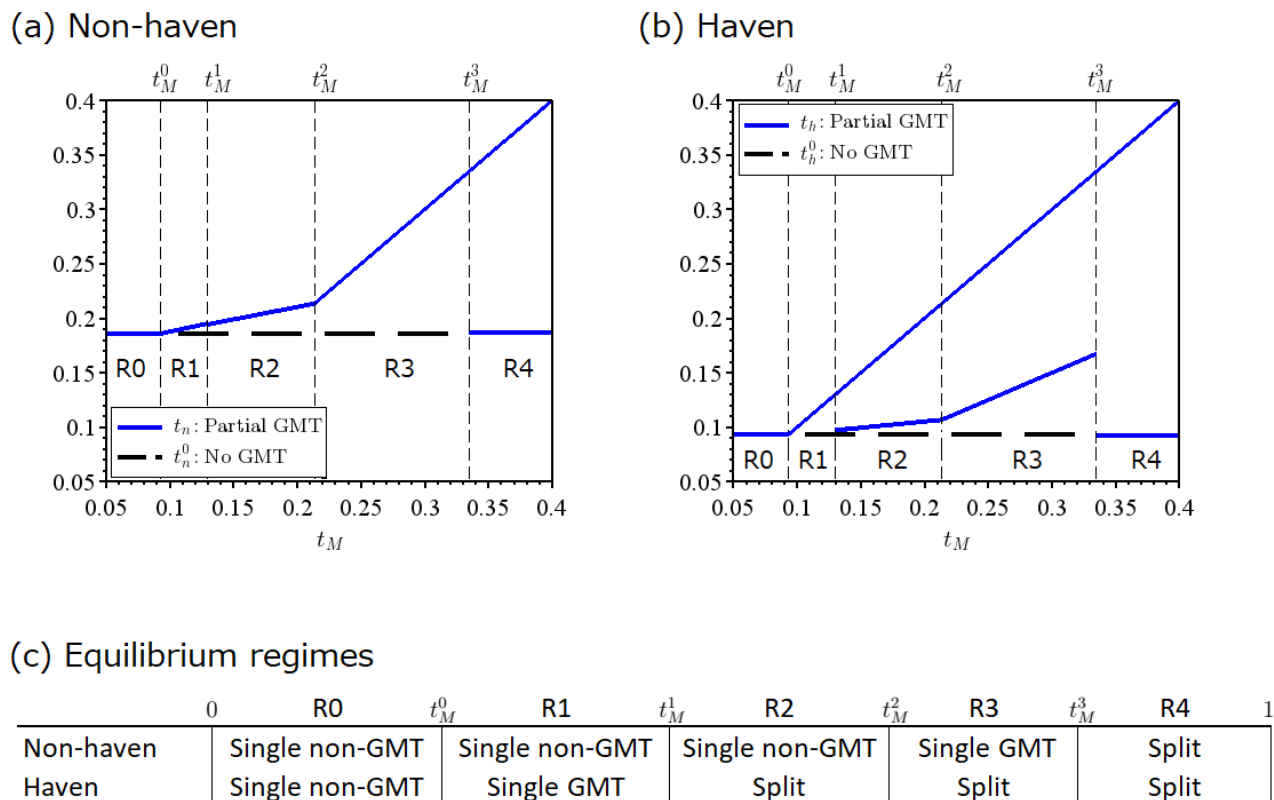 (a) Non-haven
(b) Haven
t_M^0 t_M^1 t_M^2 t_M^3
0.4
0.35
0.3
0.25
0.2
0.15
0.1
0.05
R0 R1 R2 R3 R4
t_n: Partial GMT
t_n^0: No GMT
0.05 0.1 0.15 0.2 0.25 0.3 0.35 0.4
t_M
t_M^0 t_M^1 t_M^2 t_M^3
0.4
0.35
0.3
0.25
0.2
0.15
0.1
0.05
t_h: Partial GMT
t_h^0: No GMT
R0 R1 R2 R3 R4
0.05 0.1 0.15 0.2 0.25 0.3 0.35 0.4
t_M
(c) Equilibrium regimes
0 R0 t_M^0 R1 t_M^1 R2 t_M^2 R3 t_M^3 R4 1
Non-haven Single non-GMT Single non-GMT Single non-GMT Single GMT Split
Haven Single non-GMT Single GMT Split Split Split